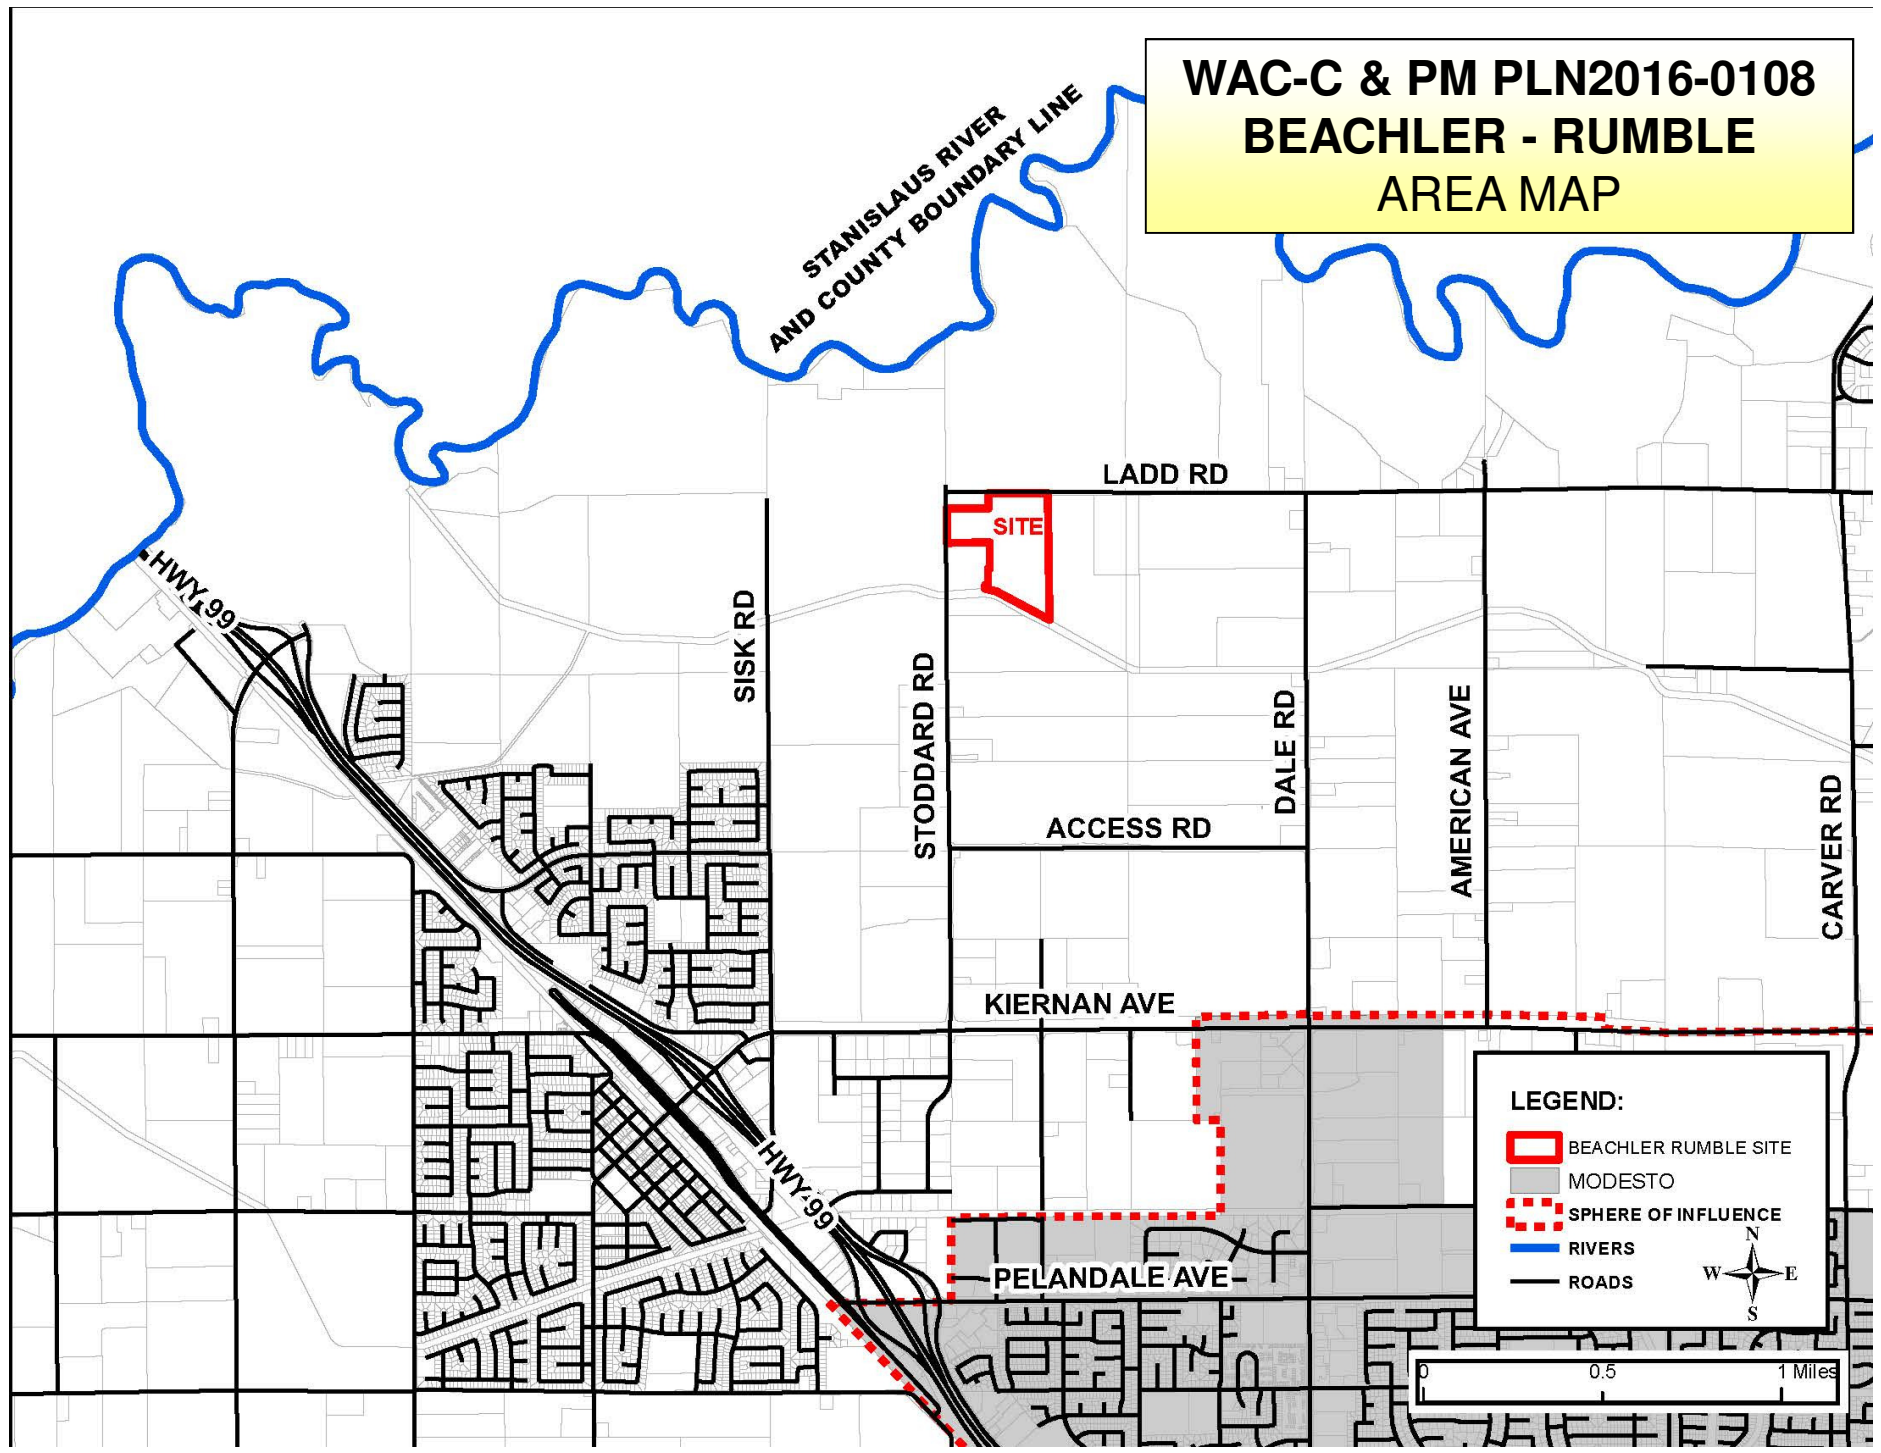 WAC-C & PM PLN2016-0108
BEACHLER - RUMBLE
AREA MAP
STANISLAUS RIVER
AND COUNTY BOUNDARY LINE
LADD RD
SITE
HWY 99
SISK RD
STODDARD RD
DALE RD
AMERICAN AVE
CARVER RD
ACCESS RD
KIERNAN AVE
HWY 99
PELANDALE AVE
LEGEND:
BEACHLER RUMBLE SITE
MODESTO
SPHERE OF INFLUENCE
RIVERS
ROADS
N
W E
S
0 0.5 1 Miles